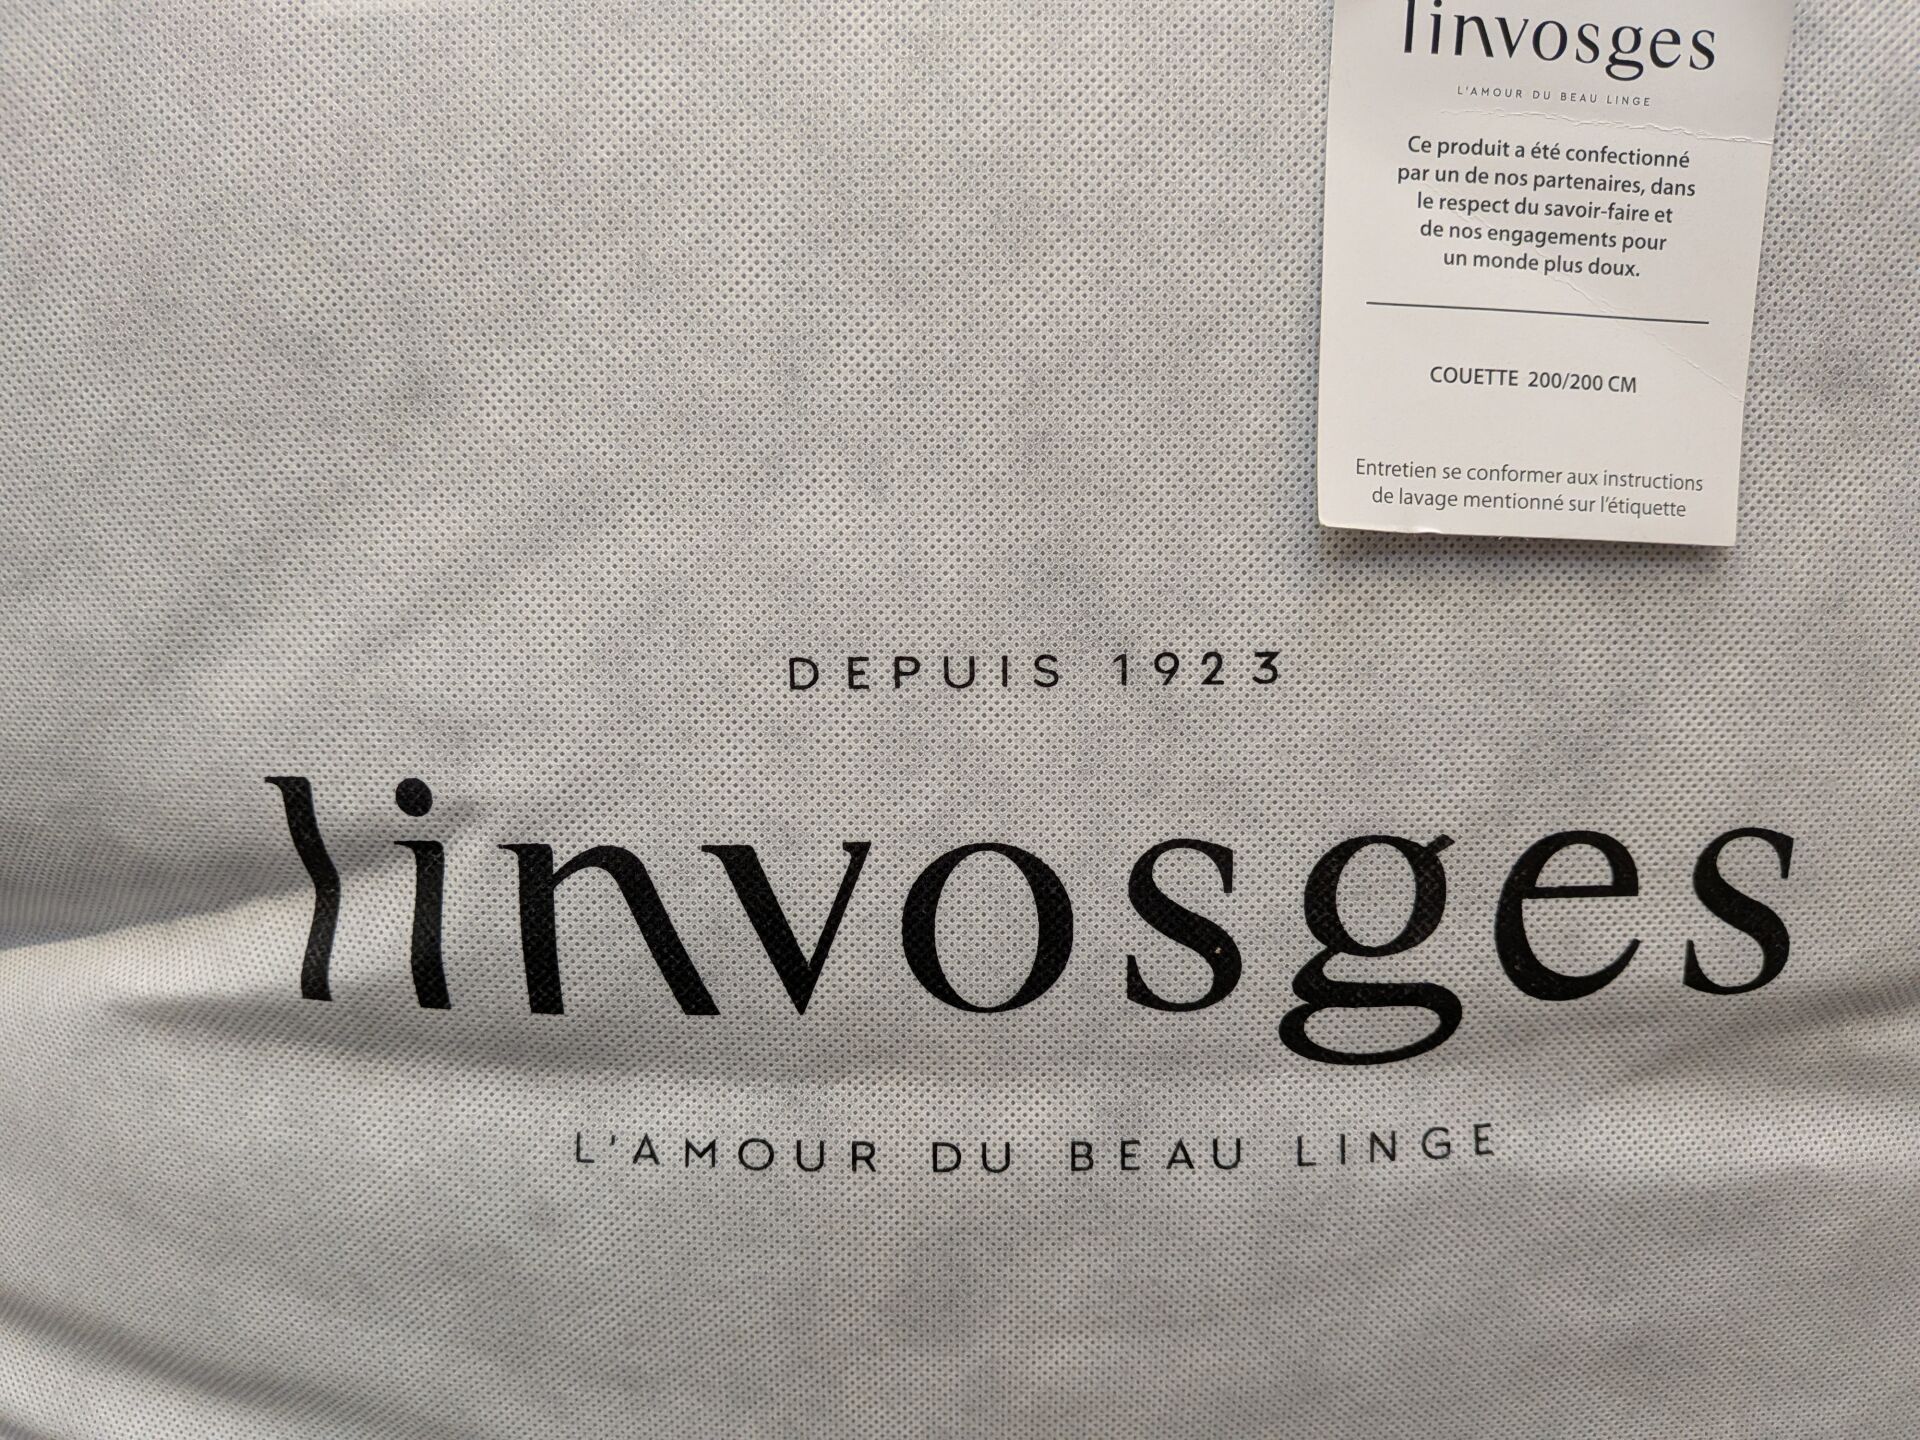 linvosges
L'AMOUR DU BEAU LINGE
Ce produit a été confectionné
par un de nos partenaires, dans
le respect du savoir-faire et
de nos engagements pour
un monde plus doux.
COUETTE 200/200 CM
Entretien se conformer aux instructions
de lavage mentionné sur l'étiquette
DEPUIS 1923
linvosges
L'AMOUR DU BEAU LINGE